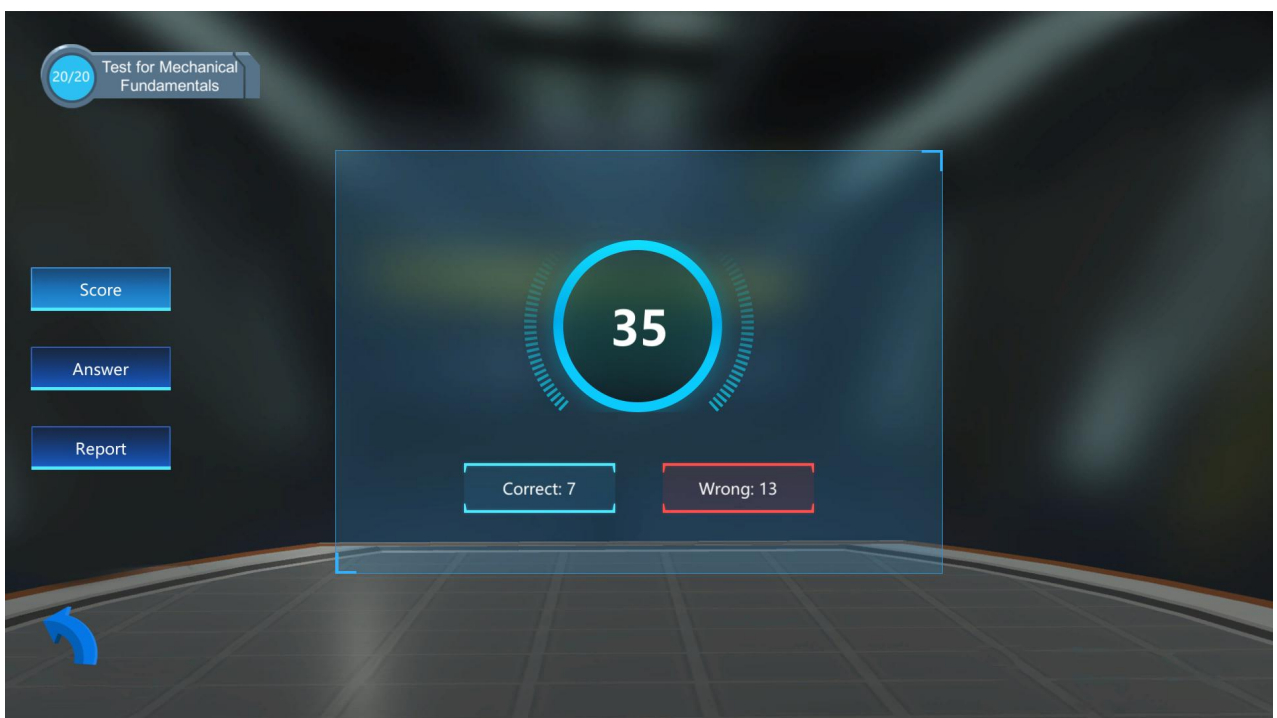 20/20
Test for Mechanical
Fundamentals
Score
Answer
Report
35
Correct: 7
Wrong: 13